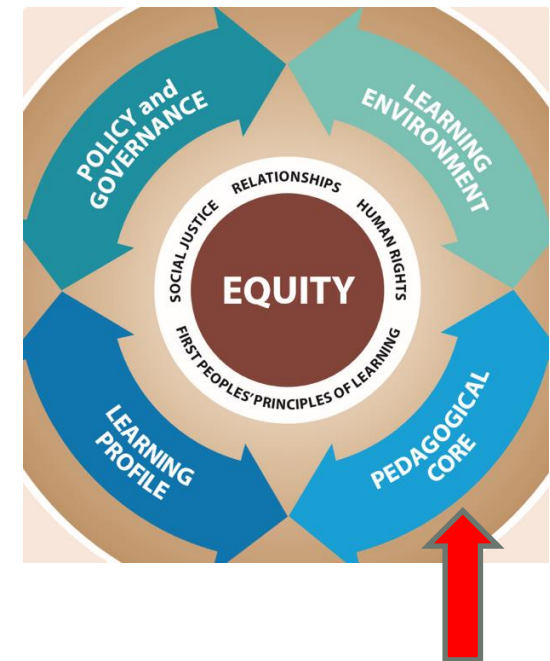 POLICY and
GOVERNANCE
LEARNING
ENVIRONMENT
SOCIAL JUSTICE
RELATIONSHIPS
HUMAN RIGHTS
EQUITY
FIRST PEOPLES' PRINCIPLES OF LEARNING
LEARNING
PROFILE
PEDAGOGICAL
CORE